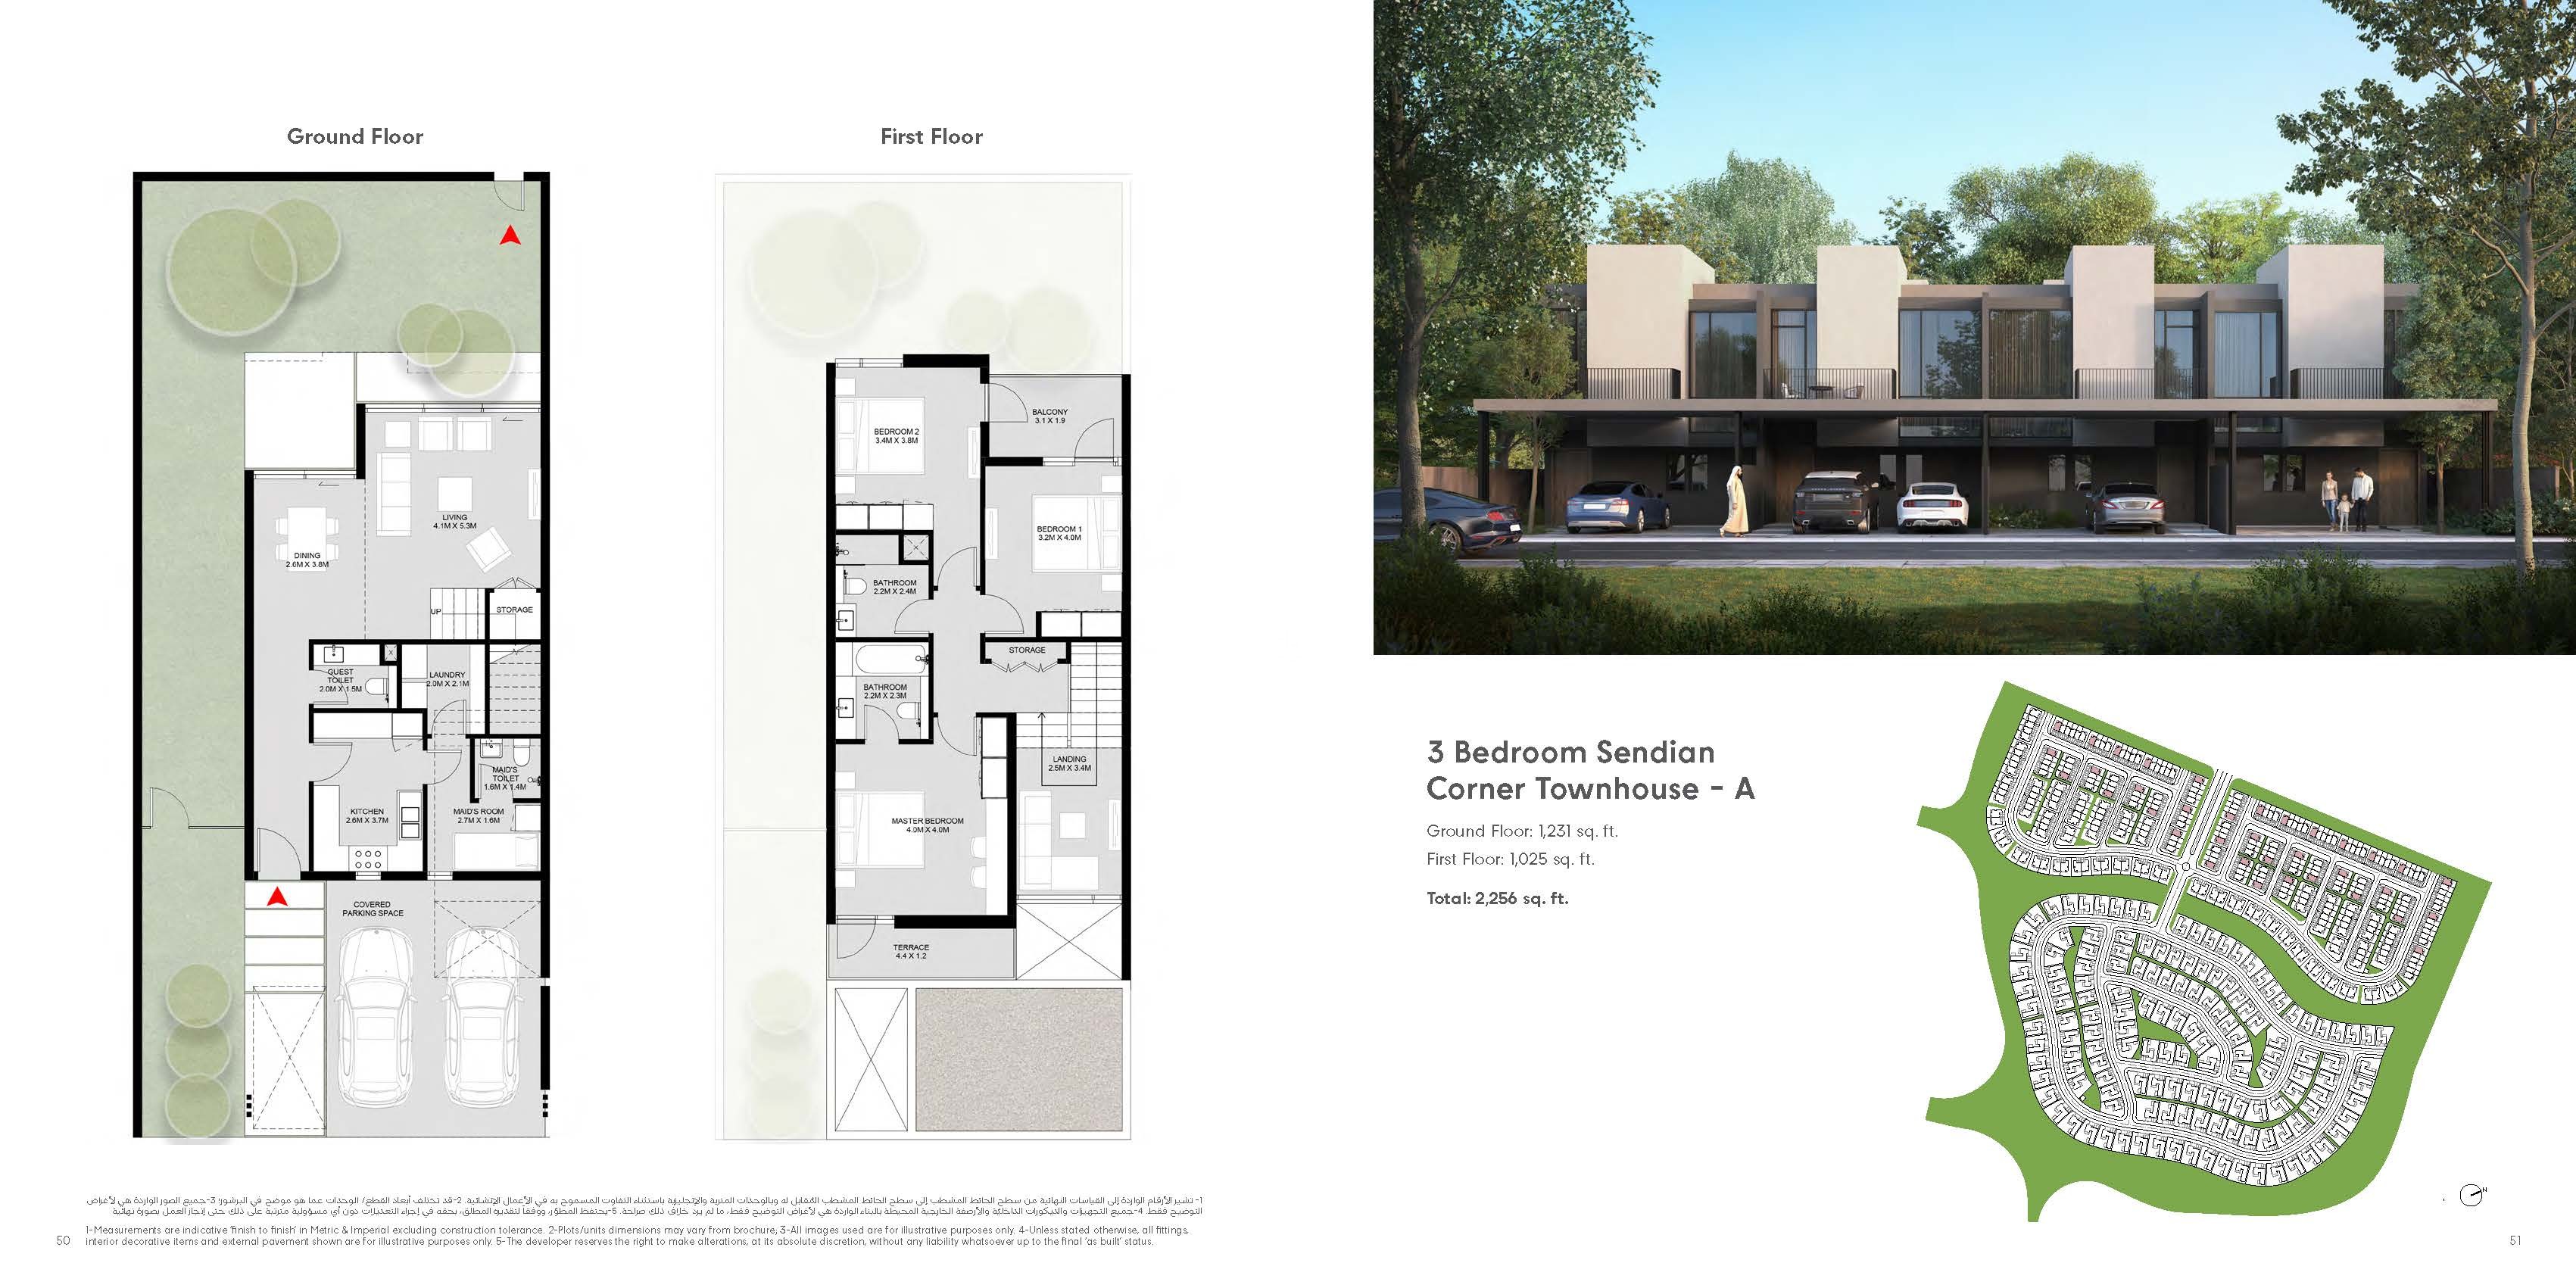 Ground Floor
First Floor
LIVING
4.1M X 5.3M
DINING
2.6M X 3.8M
UP
STORAGE
GUEST
TOILET
2.0M X 1.5M
LAUNDRY
2.0M X 2.1M
MAID'S
TOILET
1.6M X 1.4M
KITCHEN
2.6M X 3.7M
MAID'S ROOM
2.7M X 1.6M
COVERED
PARKING SPACE
BALCONY
3.1 X 1.9
BEDROOM 2
3.4M X 3.8M
BEDROOM 1
3.2M X 4.0M
BATHROOM
2.2M X 2.4M
STORAGE
BATHROOM
2.2M X 2.3M
LANDING
2.5M X 3.4M
MASTER BEDROOM
4.0M X 4.0M
TERRACE
4.4 X 1.2
1- تشير الأرقام الواردة إلى القياسات النهائية من سطح الحائط المشطب إلى سطح الحائط المشطب المقابل له وبالوحدات المترية والإنجليزية باستثناء التفاوت المسموح به في الأعمال الإنشائية. 2-قد تختلف أبعاد القطع/ الوحدات عما هو موضح في البرشور؛ 3-جميع الصور الواردة هي لأغراض
التوضيح فقط. 4-جميع التجهيزات والديكورات الداخلية والأرصفة الخارجية المحيطة بالبناء الواردة هي لأغراض التوضيح فقط، ما لم يرد خلاف ذلك صراحة. 5-يحتفظ المطوّر، ووفقاً لتقديره المطلق، بحقه في إجراء التعديلات دون أي مسؤولية مترتبة على ذلك حتى إنجاز العمل بصورة نهائية
1-Measurements are indicative 'finish to finish' in Metric & Imperial excluding construction tolerance. 2-Plots/units dimensions may vary from brochure; 3-All images used are for illustrative purposes only. 4-Unless stated otherwise, all fittings,
interior decorative items and external pavement shown are for illustrative purposes only. 5-The developer reserves the right to make alterations, at its absolute discretion, without any liability whatsoever up to the final 'as built' status.
50
3 Bedroom Sendian
Corner Townhouse - A
Ground Floor: 1,231 sq. ft.
First Floor: 1,025 sq. ft.
Total: 2,256 sq. ft.
N
51